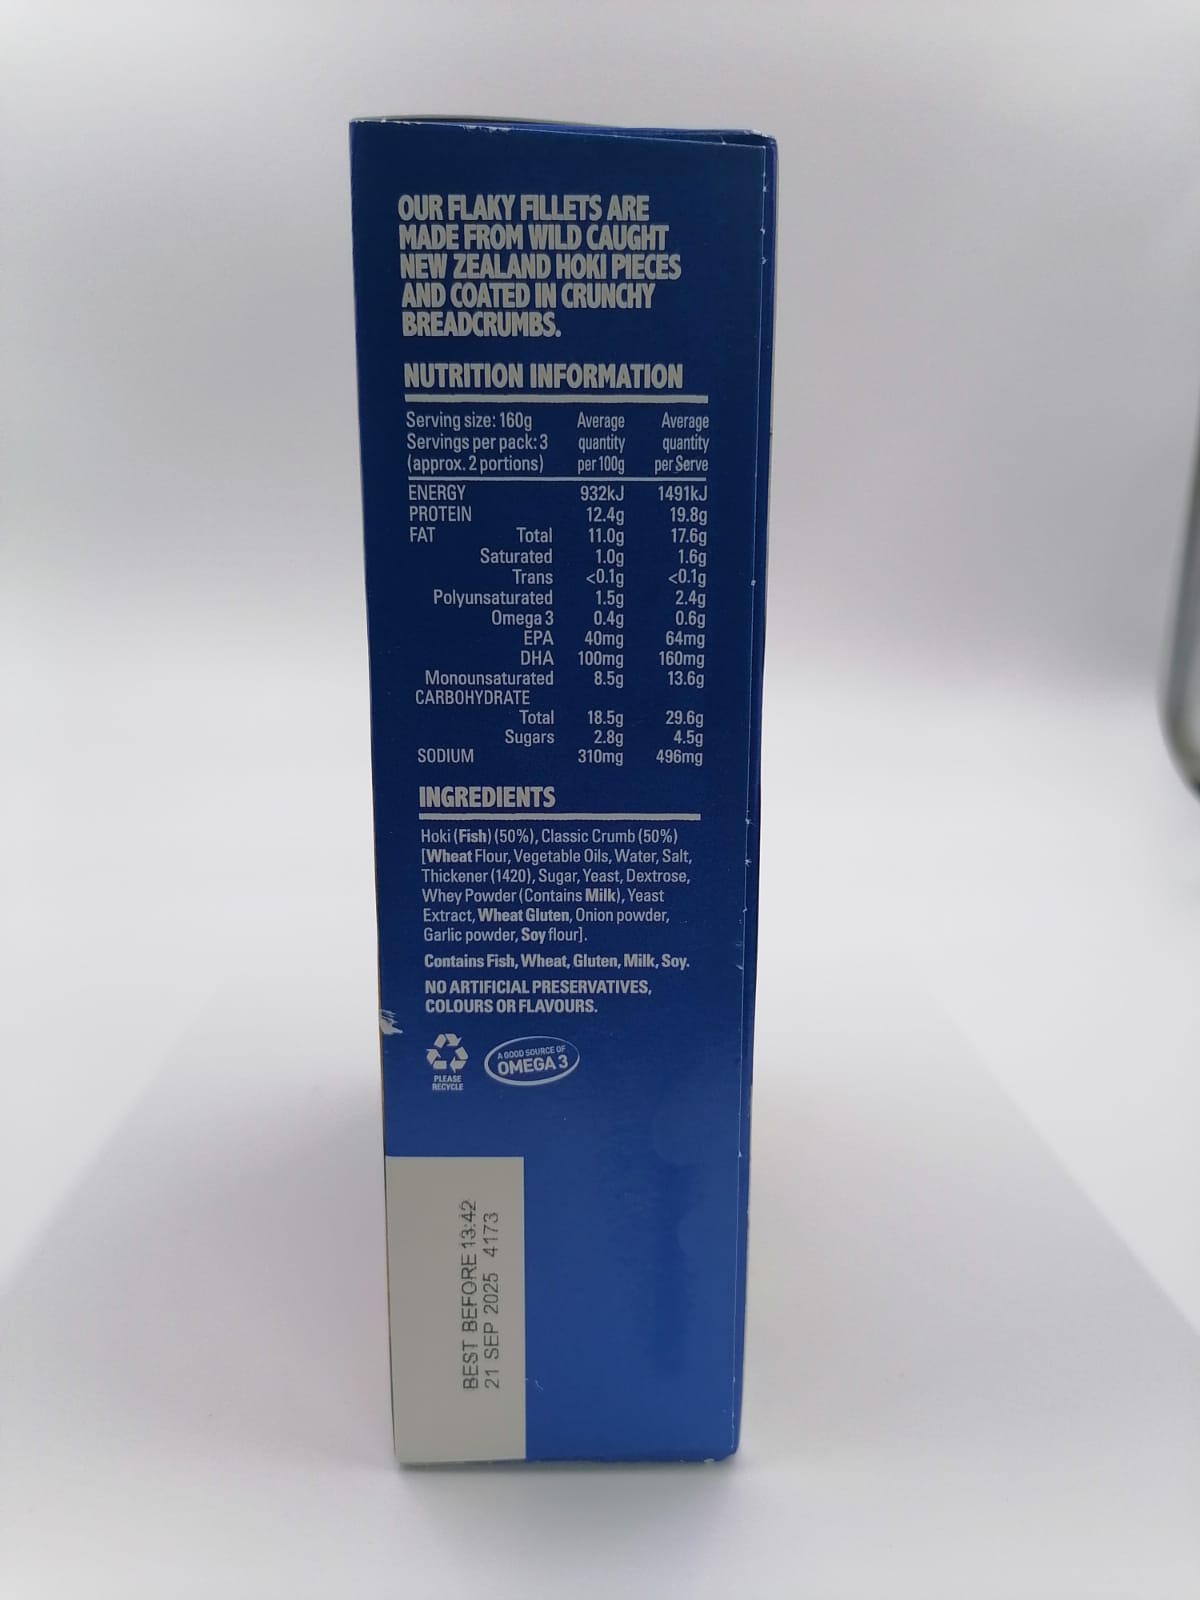 OUR FLAKY FILLETS ARE
MADE FROM WILD CAUGHT
NEW ZEALAND HOKI PIECES
AND COATED IN CRUNCHY
BREADCRUMBS.
NUTRITION INFORMATION
Serving size: 160g Average Average
Servings per pack: 3 quantity quantity
(approx. 2 portions) per 100g per Serve
ENERGY 932kJ 1491kJ
PROTEIN 12.4g 19.8g
FAT Total 11.0g 17.6g
Saturated 1.0g 1.6g
Trans <0.1g <0.1g
Polyunsaturated 1.5g 2.4g
Omega 3 0.4g 0.6g
EPA 40mg 64mg
DHA 100mg 160mg
Monounsaturated 8.5g 13.6g
CARBOHYDRATE
Total 18.5g 29.6g
Sugars 2.8g 4.5g
SODIUM 310mg 496mg
INGREDIENTS
Hoki (Fish) (50%), Classic Crumb (50%)
[Wheat Flour, Vegetable Oils, Water, Salt,
Thickener (1420), Sugar, Yeast, Dextrose,
Whey Powder (Contains Milk), Yeast
Extract, Wheat Gluten, Onion powder,
Garlic powder, Soy flour].
Contains Fish, Wheat, Gluten, Milk, Soy.
NO ARTIFICIAL PRESERVATIVES,
COLOURS OR FLAVOURS.
PLEASE
RECYCLE
A GOOD SOURCE OF
OMEGA 3
BEST BEFORE 13:42
21 SEP 2025 4173